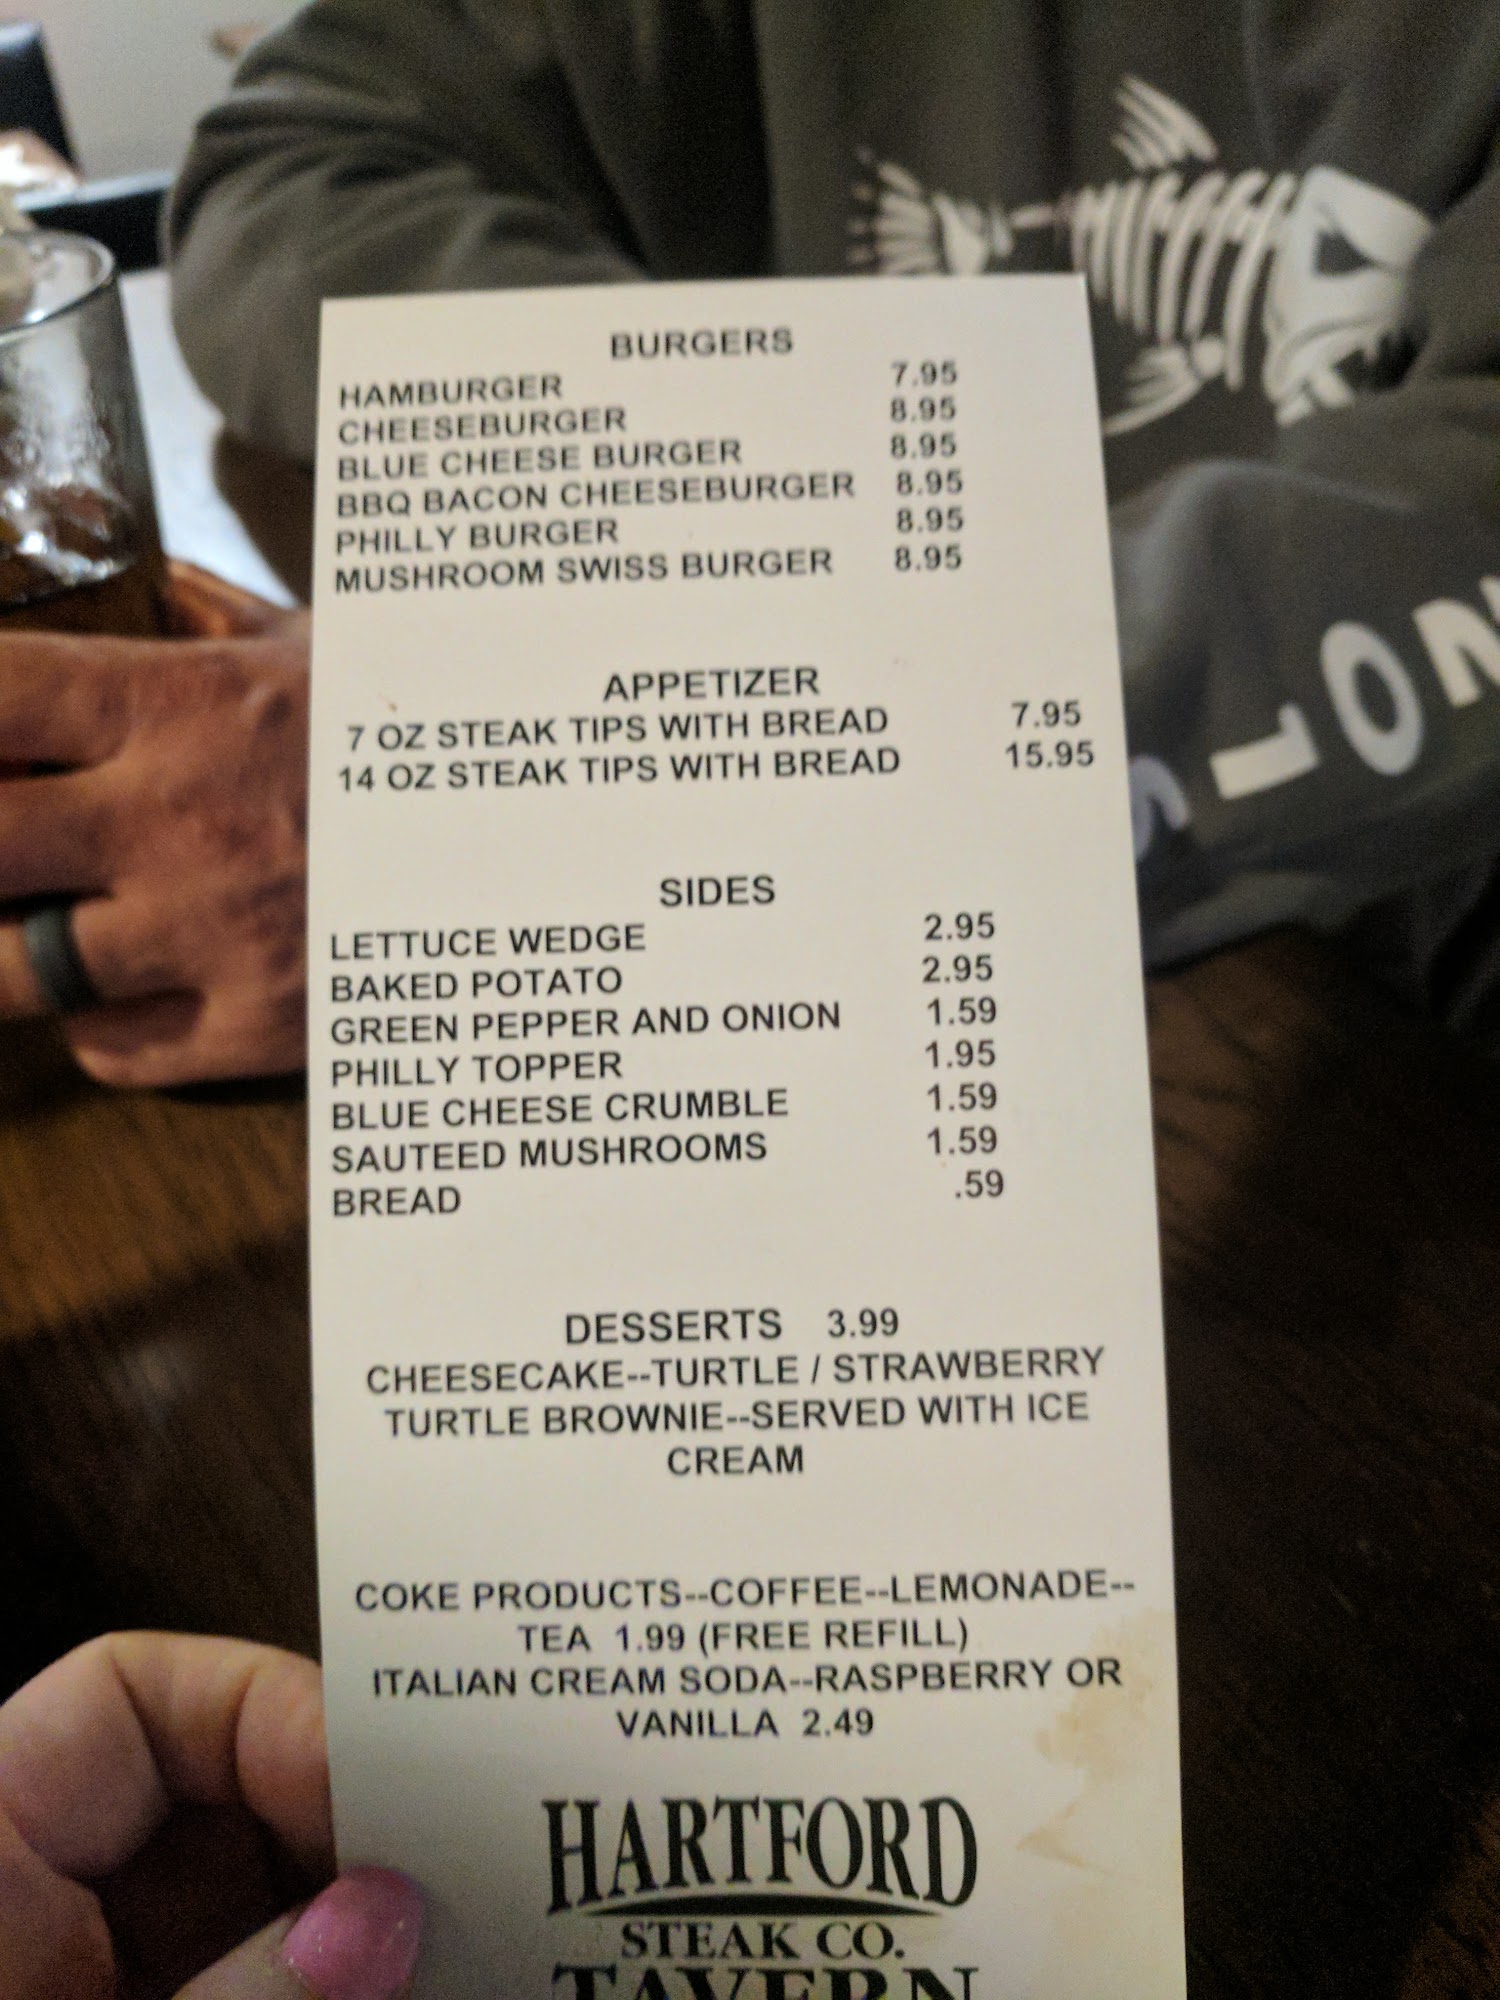 BURGERS
HAMBURGER 7.95
CHEESEBURGER 8.95
BLUE CHEESE BURGER 8.95
BBQ BACON CHEESEBURGER 8.95
PHILLY BURGER 8.95
MUSHROOM SWISS BURGER 8.95
APPETIZER
7 OZ STEAK TIPS WITH BREAD 7.95
14 OZ STEAK TIPS WITH BREAD 15.95
SIDES
LETTUCE WEDGE 2.95
BAKED POTATO 2.95
GREEN PEPPER AND ONION 1.59
PHILLY TOPPER 1.95
BLUE CHEESE CRUMBLE 1.59
SAUTEED MUSHROOMS 1.59
BREAD .59
DESSERTS 3.99
CHEESECAKE--TURTLE / STRAWBERRY
TURTLE BROWNIE--SERVED WITH ICE
CREAM
COKE PRODUCTS--COFFEE--LEMONADE--
TEA 1.99 (FREE REFILL)
ITALIAN CREAM SODA--RASPBERRY OR
VANILLA 2.49
HARTFORD
STEAK CO.
TAVERN